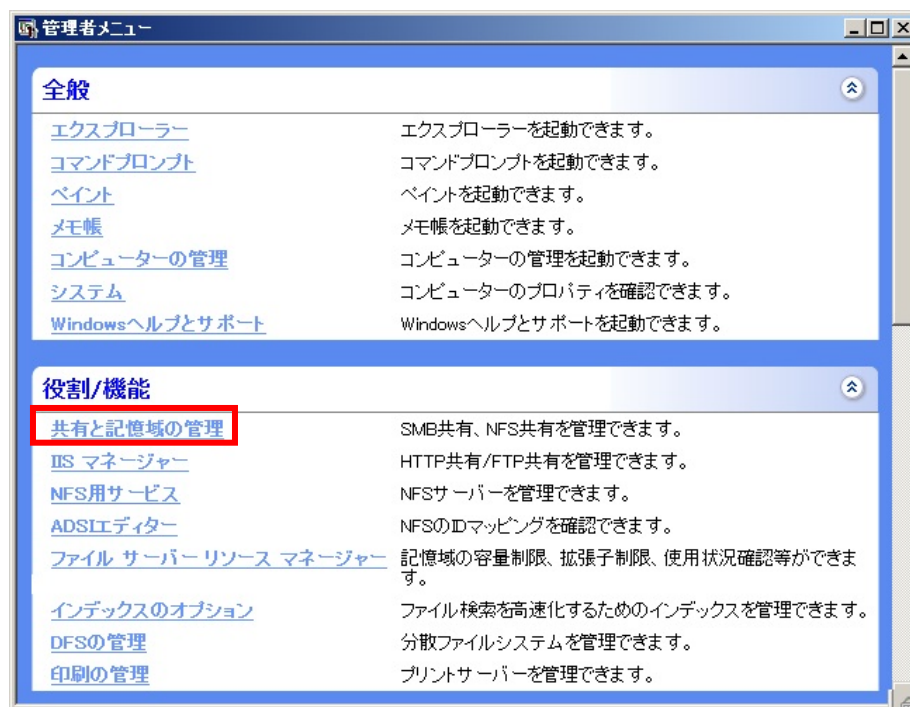 管理者メニュー
全般
エクスプローラー エクスプローラーを起動できます。
コマンドプロンプト コマンドプロンプトを起動できます。
ペイント ペイントを起動できます。
メモ帳 メモ帳を起動できます。
コンピューターの管理 コンピューターの管理を起動できます。
システム コンピューターのプロパティを確認できます。
Windowsヘルプとサポート Windowsヘルプとサポートを起動できます。
役割/機能
共有と記憶域の管理 SMB共有、NFS共有を管理できます。
IIS マネージャー HTTP共有/FTP共有を管理できます。
NFS用サービス NFSサーバーを管理できます。
ADSIエディター NFSのIDマッピングを確認できます。
ファイル サーバー リソース マネージャー 記憶域の容量制限、拡張子制限、使用状況確認等ができま
す。
インデックスのオプション ファイル検索を高速化するためのインデックスを管理できます。
DFSの管理 分散ファイルシステムを管理できます。
印刷の管理 プリントサーバーを管理できます。